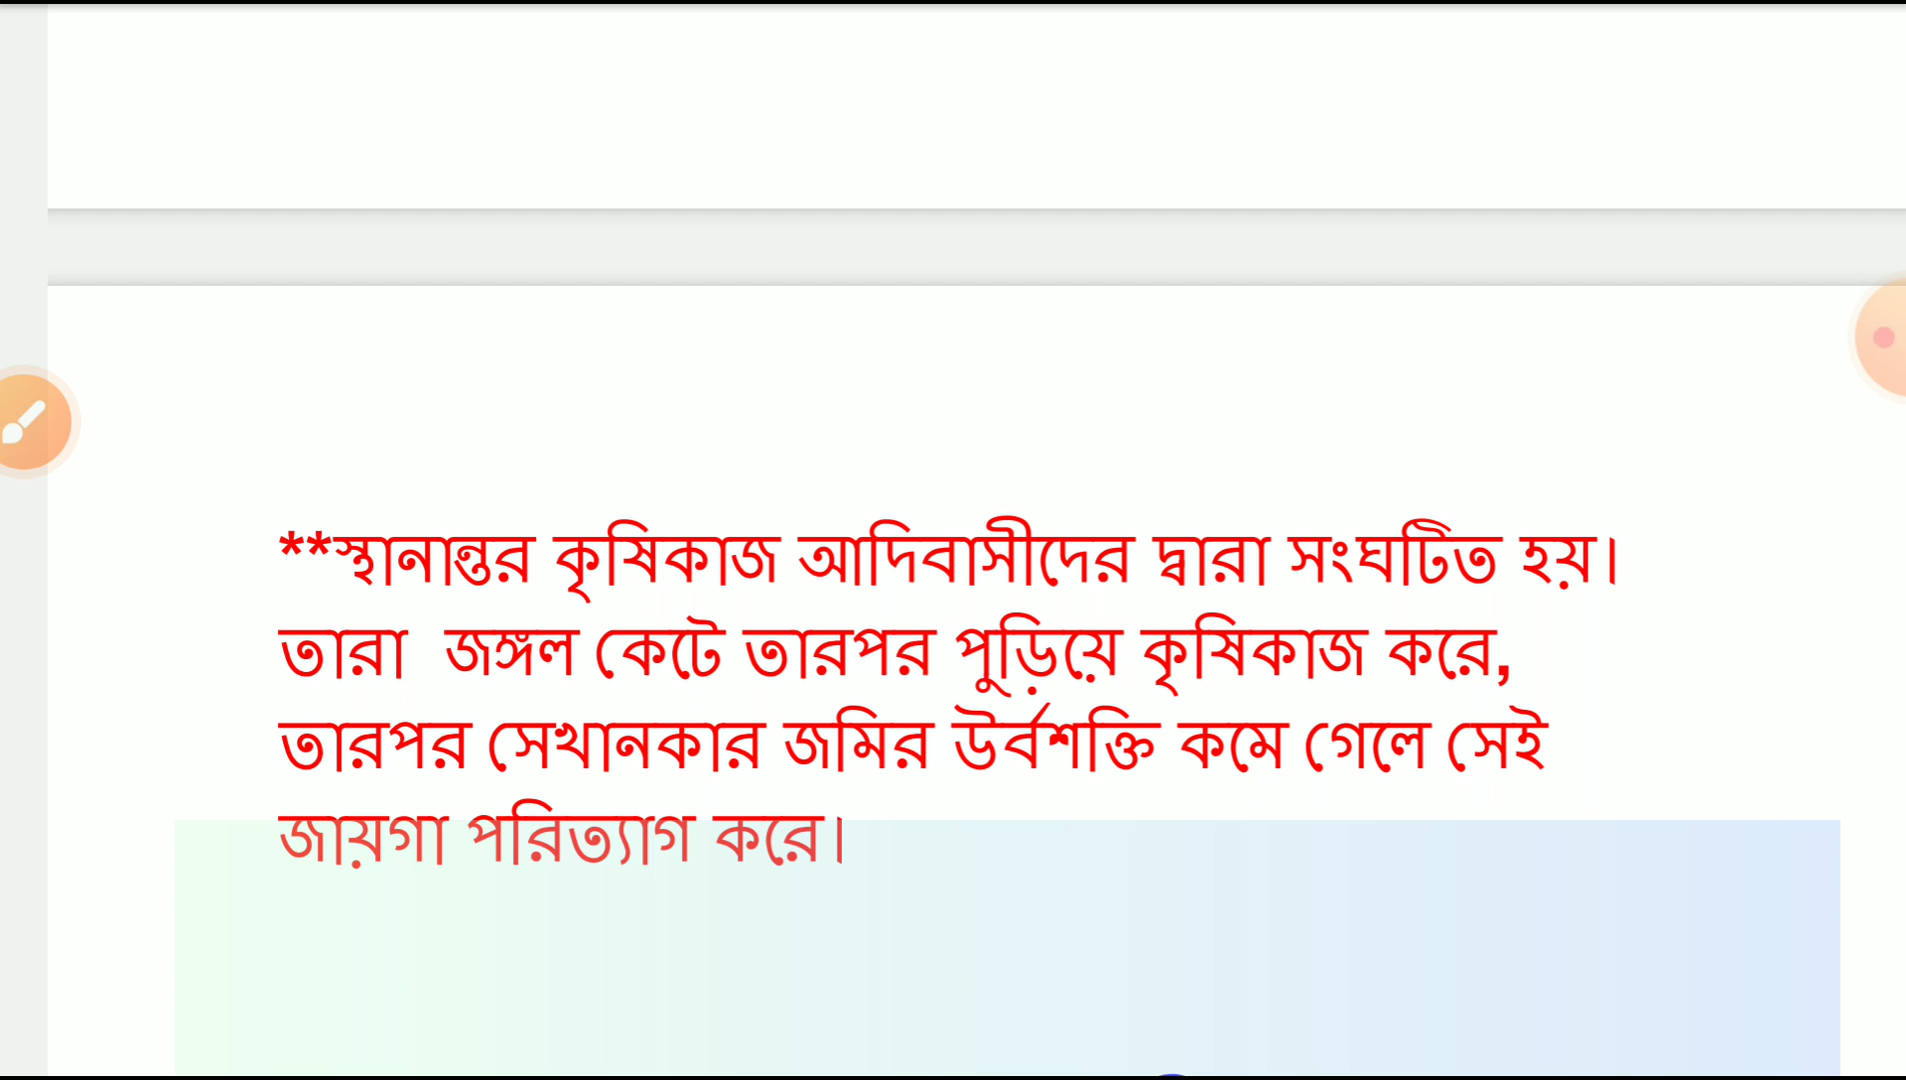 **স্থানান্তর কৃষিকাজ আদিবাসীদের দ্বারা সংঘটিত হয়।
তারা  জঙ্গল কেটে তারপর পুড়িয়ে কৃষিকাজ করে,
তারপর সেখানকার জমির উর্বশক্তি কমে গেলে সেই
জায়গা পরিত্যাগ করে।